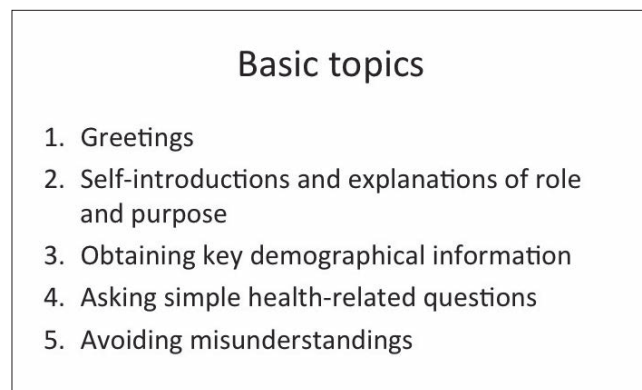 Basic topics
1. Greetings
2. Self-introductions and explanations of role
and purpose
3. Obtaining key demographical information
4. Asking simple health-related questions
5. Avoiding misunderstandings